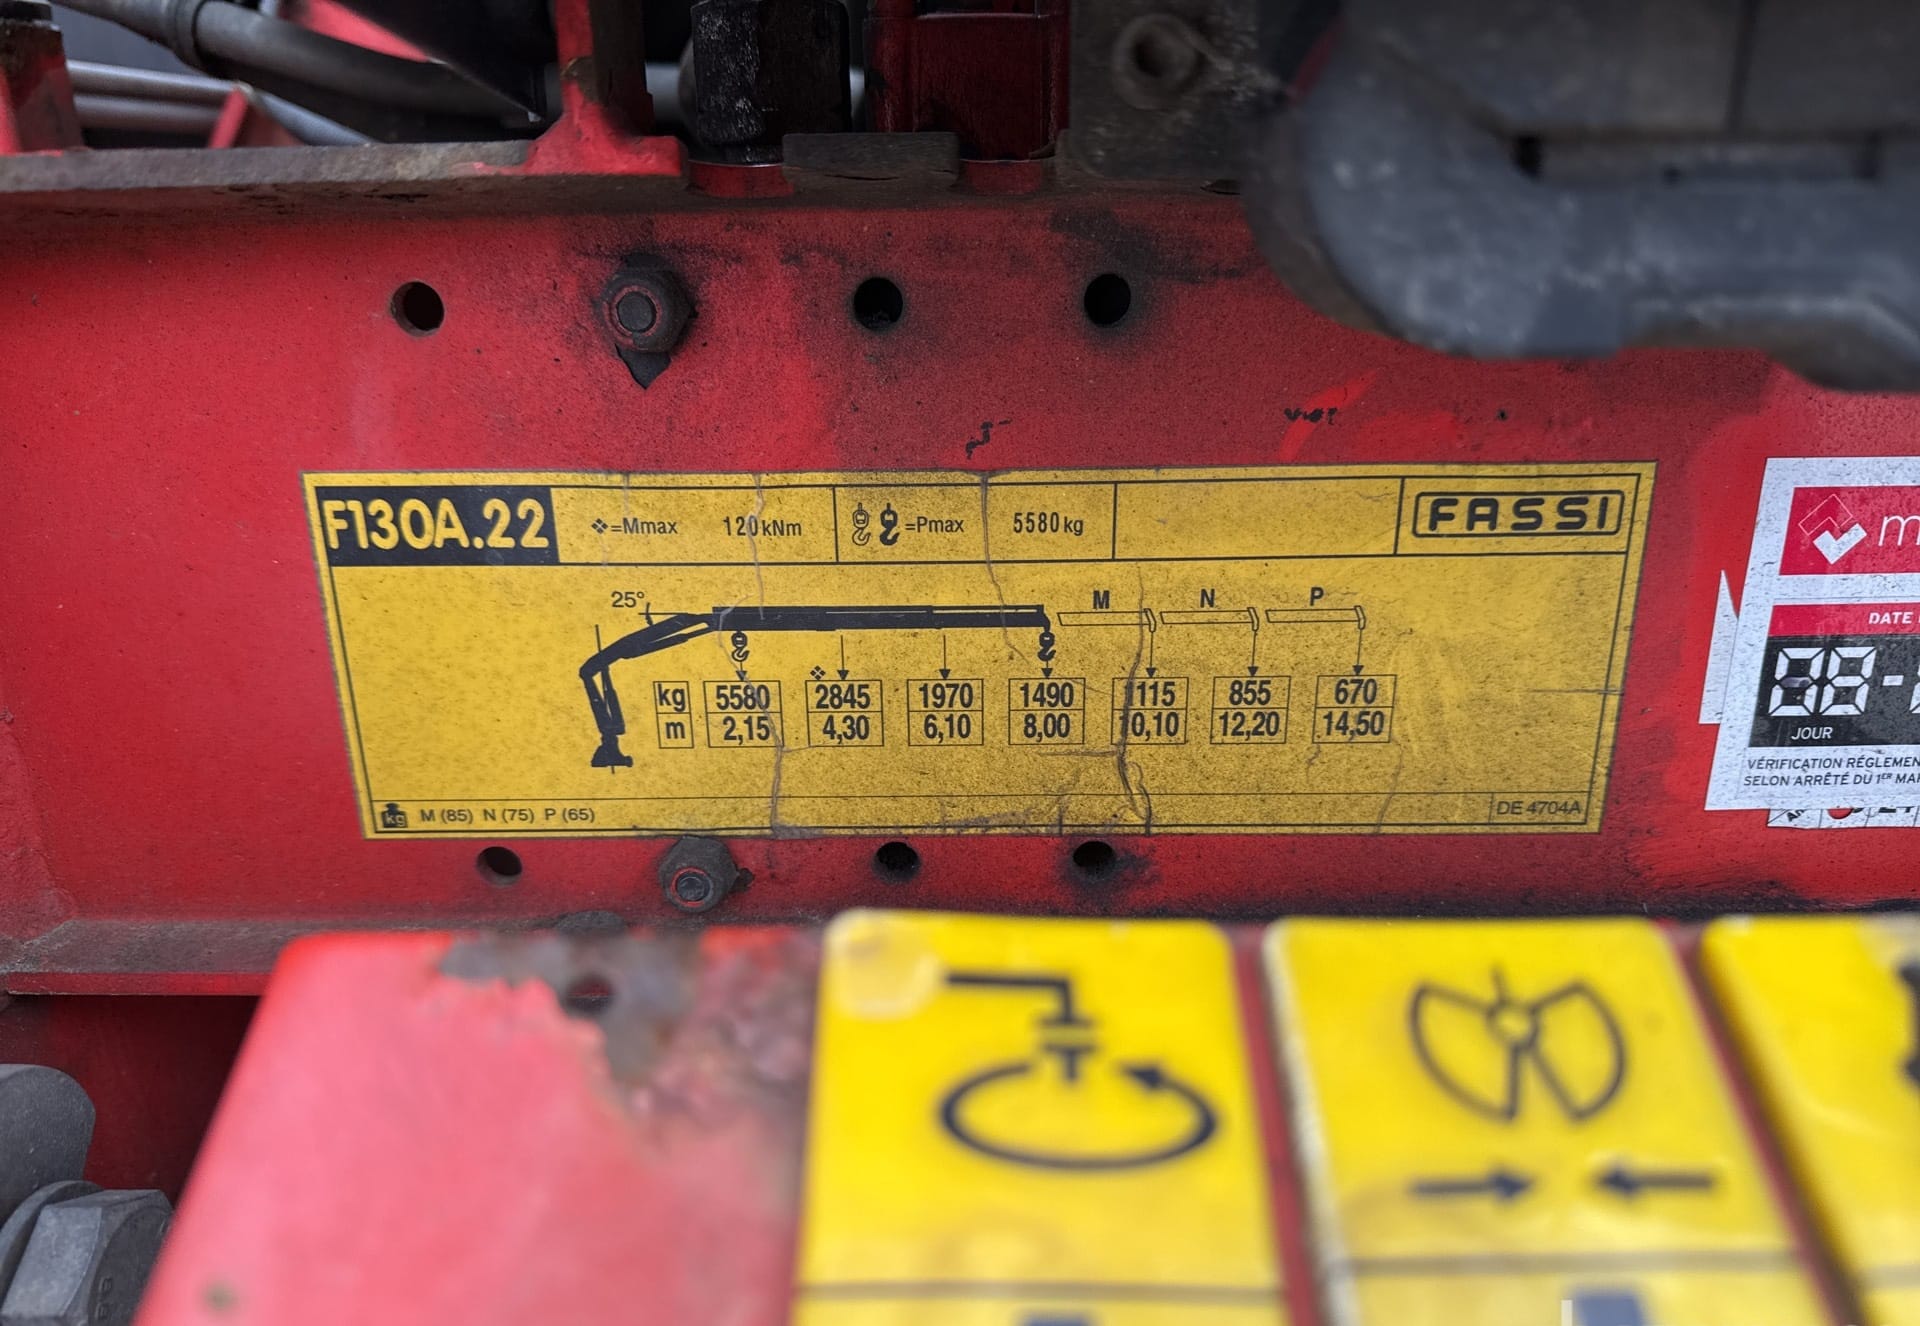 F130A.22 ❖=Mmax 120 kNm =Pmax 5580 kg FASSI
25° M N P
kg 5580 2845 1970 1490 1115 855 670
m 2,15 4,30 6,10 8,00 10,10 12,20 14,50
kg M (85) N (75) P (65) DE 4704A
m
DATE
JOUR
VÉRIFICATION
SELON ARRÊTÉ DU 1ER